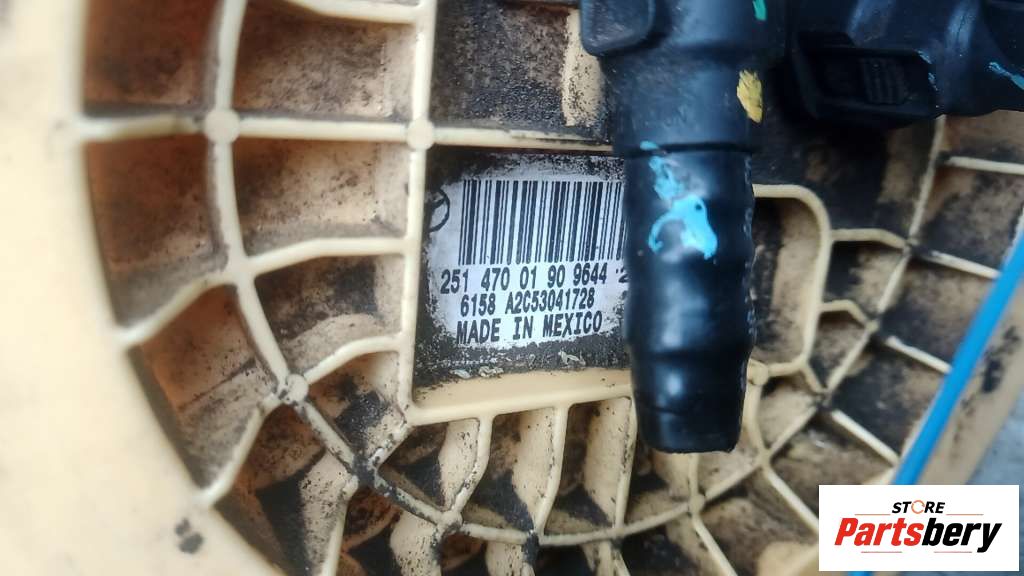 251 470 01 90 9644
6158 A2C53041728
MADE IN MEXICO
STORE
Partsbery